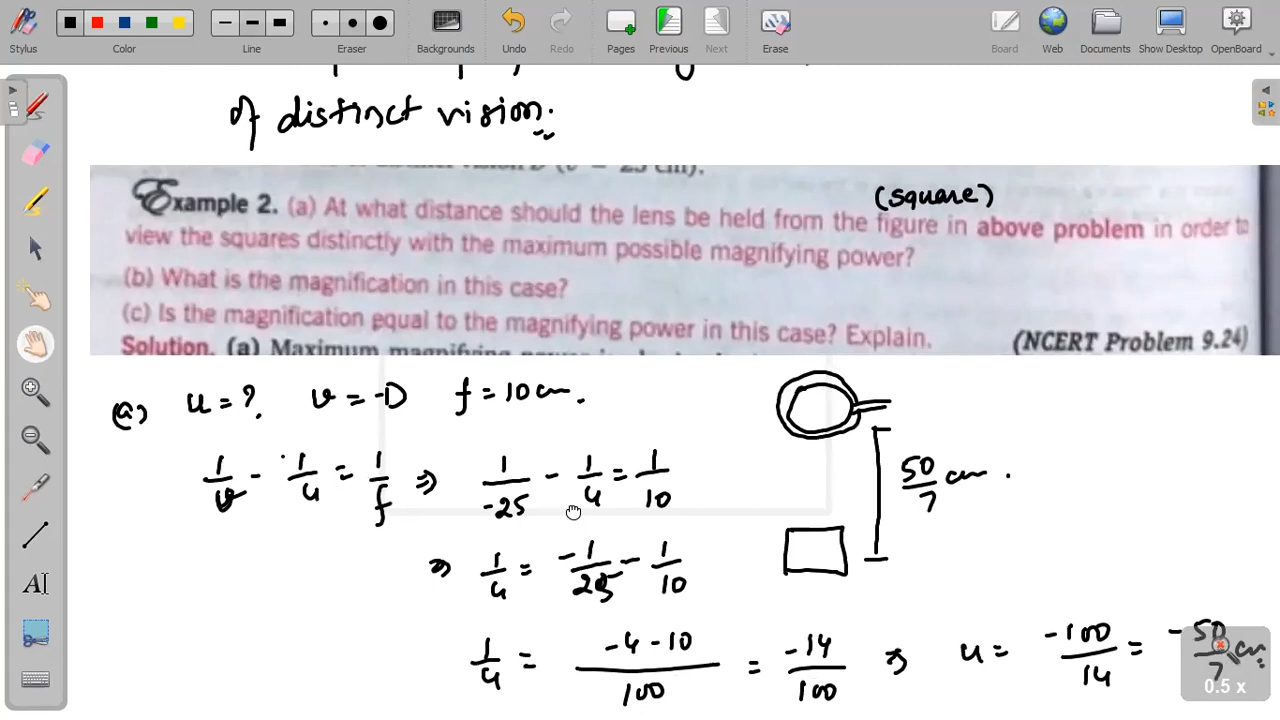 Stylus Color Line Eraser Backgrounds Undo Redo Pages Previous Next Erase Board Web Documents Show Desktop OpenBoard
of distinct vision.
(square)
Example 2. (a) At what distance should the lens be held from the figure in above problem in order to
view the squares distinctly with the maximum possible magnifying power?
(b) What is the magnification in this case?
(c) Is the magnification equal to the magnifying power in this case? Explain. (NCERT Problem 9.24)
Solution. (a) Maximum magnifying power
(a) u = ? v = -D f = 10 cm.
1/v - 1/u = 1/f ⇒ 1/-25 - 1/u = 1/10
50/7 cm.
⇒ 1/u = -1/25 - 1/10
1/u = -4-10/100 = -14/100 ⇒ u = -100/14 = -50/7 cm
0.5 x